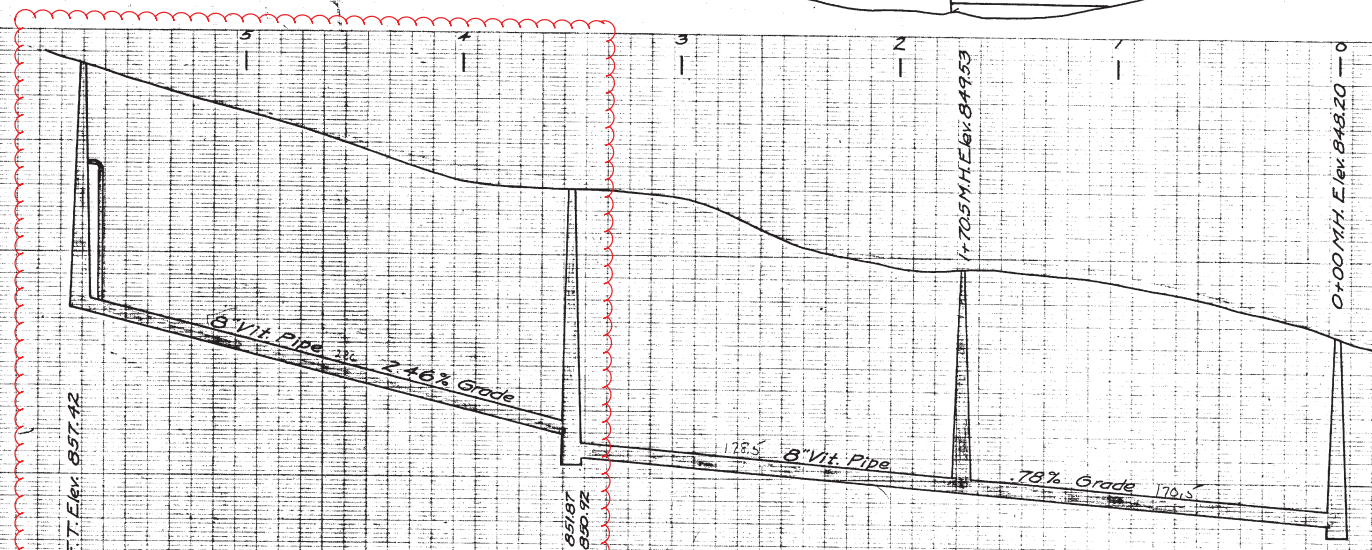 5
4
3
2
1
0
1+70.5 M.H. Elev. 849.53
0+00 M.H. Elev. 848.20
8" Vit. Pipe
2.46% Grade
128.5
8" Vit. Pipe
.78% Grade
170.5
F.T. Elev. 857.42
851.87
850.92